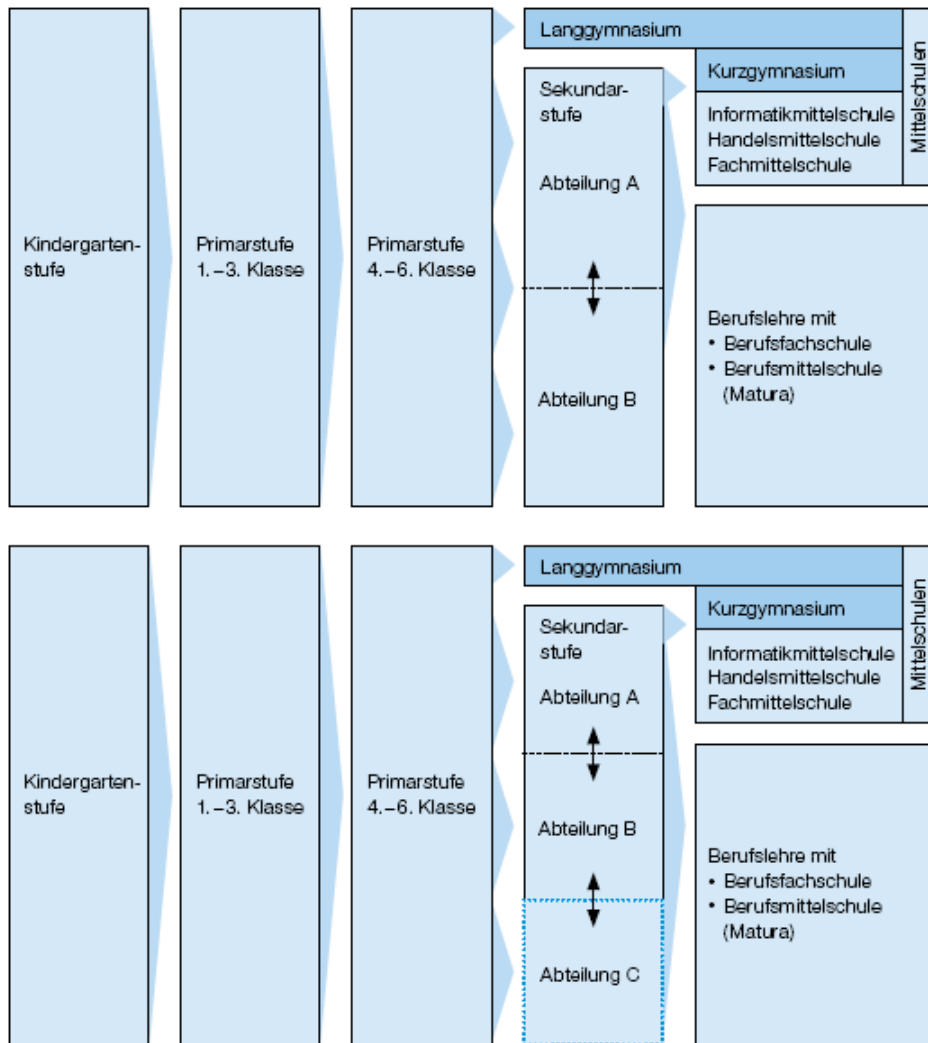 Kindergarten-
stufe
Primarstufe
1.–3. Klasse
Primarstufe
4.–6. Klasse
Langgymnasium
Sekundar-
stufe
Abteilung A
Abteilung B
Kurzgymnasium
Informatikmittelschule
Handelsmittelschule
Fachmittelschule
Mittelschulen
Berufslehre mit
• Berufsfachschule
• Berufsmittelschule
(Matura)
Kindergarten-
stufe
Primarstufe
1.–3. Klasse
Primarstufe
4.–6. Klasse
Langgymnasium
Sekundar-
stufe
Abteilung A
Abteilung B
Abteilung C
Kurzgymnasium
Informatikmittelschule
Handelsmittelschule
Fachmittelschule
Mittelschulen
Berufslehre mit
• Berufsfachschule
• Berufsmittelschule
(Matura)